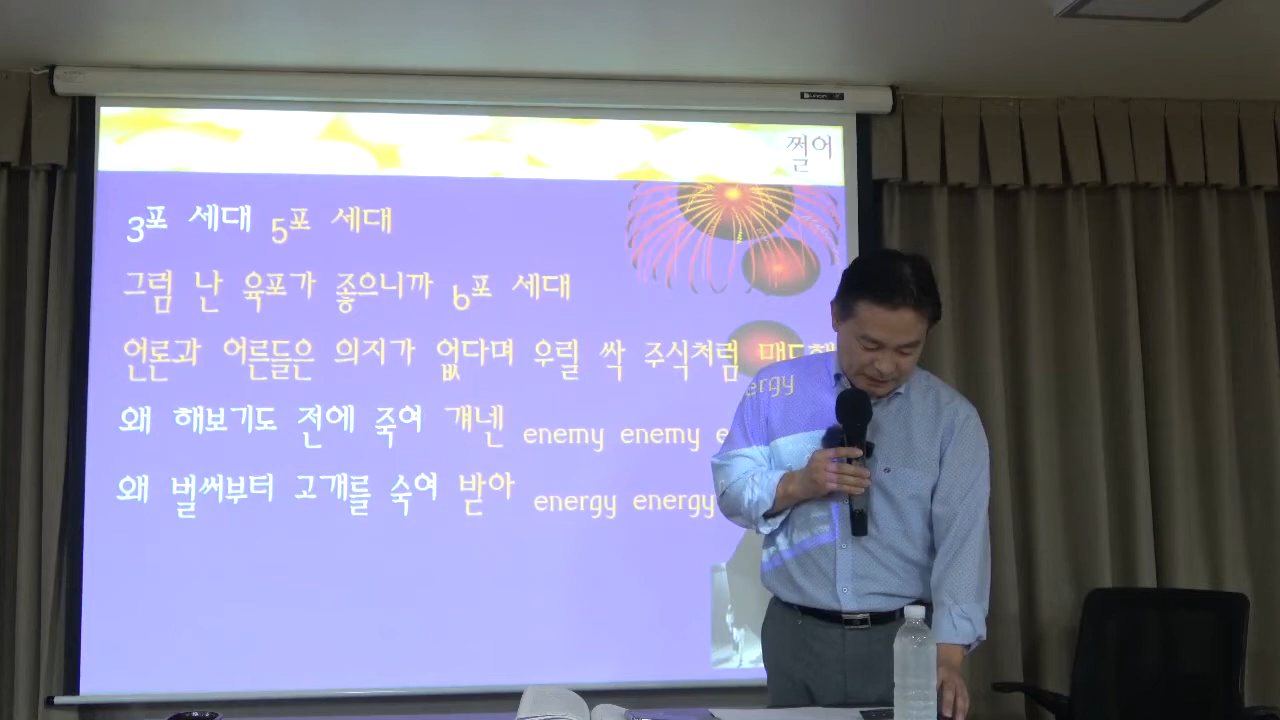 쩔어
3포 세대 5포 세대
그럼 난 육포가 좋으니까 6포 세대
언론과 어른들은 의지가 없다며 우릴 싹 주식처럼
왜 해보기도 전에 죽여 걔넨 enemy enemy
왜 벌써부터 고개를 숙여 받아 energy energy